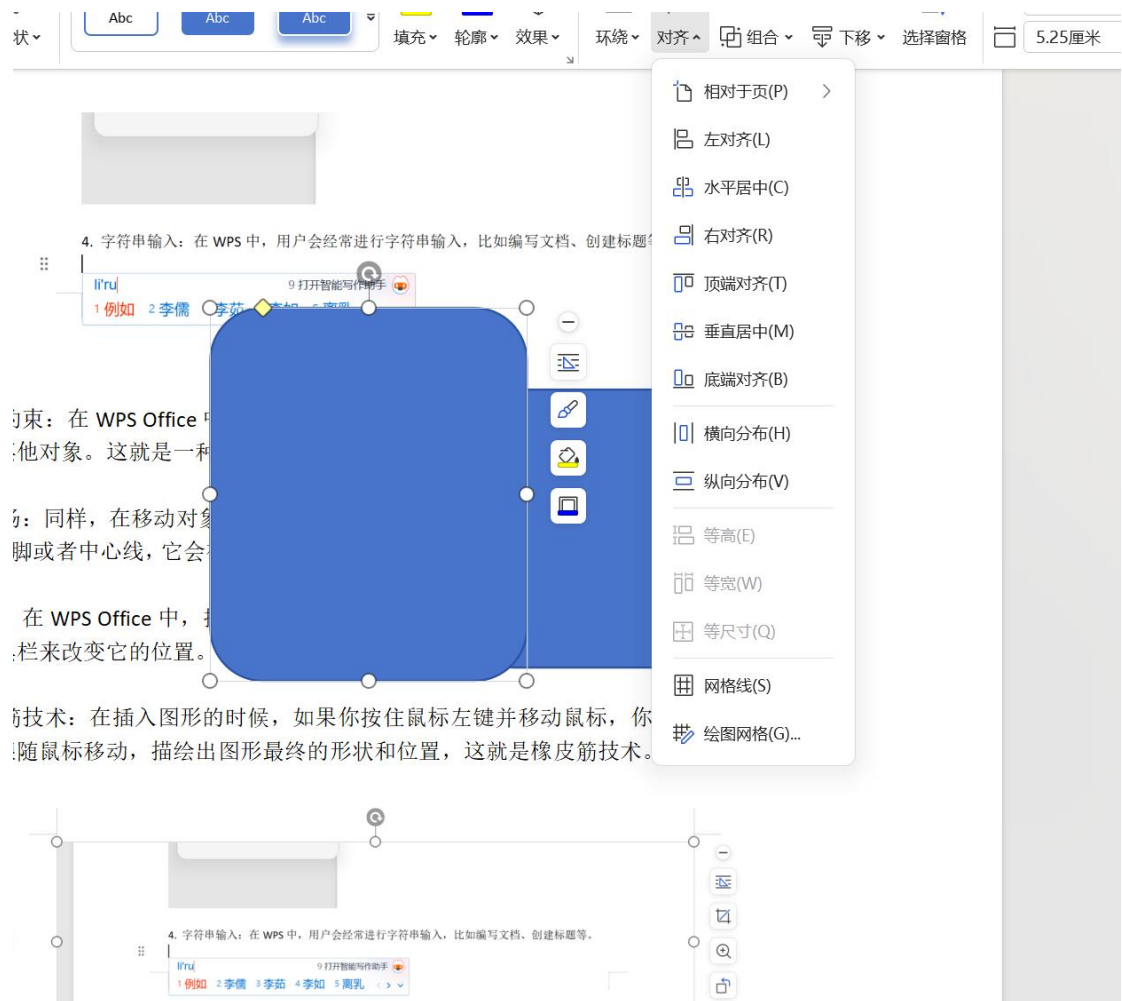 Abc Abc Abc
状 填充 轮廓 效果 环绕 对齐 组合 下移 选择窗格 5.25厘米
相对于页(P)
左对齐(L)
水平居中(C)
右对齐(R)
顶端对齐(T)
垂直居中(M)
底端对齐(B)
横向分布(H)
纵向分布(V)
等高(E)
等宽(W)
等尺寸(Q)
网格线(S)
绘图网格(G)...
4. 字符串输入：在 WPS 中，用户会经常进行字符串输入，比如编写文档、创建标题
li'ru 9 打开智能写作助手
1 例如 2 李儒 李茹
束：在 WPS Office
他对象。这就是一种
：同样，在移动对象
脚或者中心线，它会
在 WPS Office 中，
栏来改变它的位置。
筋技术：在插入图形的时候，如果你按住鼠标左键并移动鼠标，你
随鼠标移动，描绘出图形最终的形状和位置，这就是橡皮筋技术。
4. 字符串输入：在 WPS 中，用户会经常进行字符串输入，比如编写文档、创建标题等。
li'ru 9 打开智能写作助手
1 例如 2 李儒 3 李茹 4 李如 5 离乳